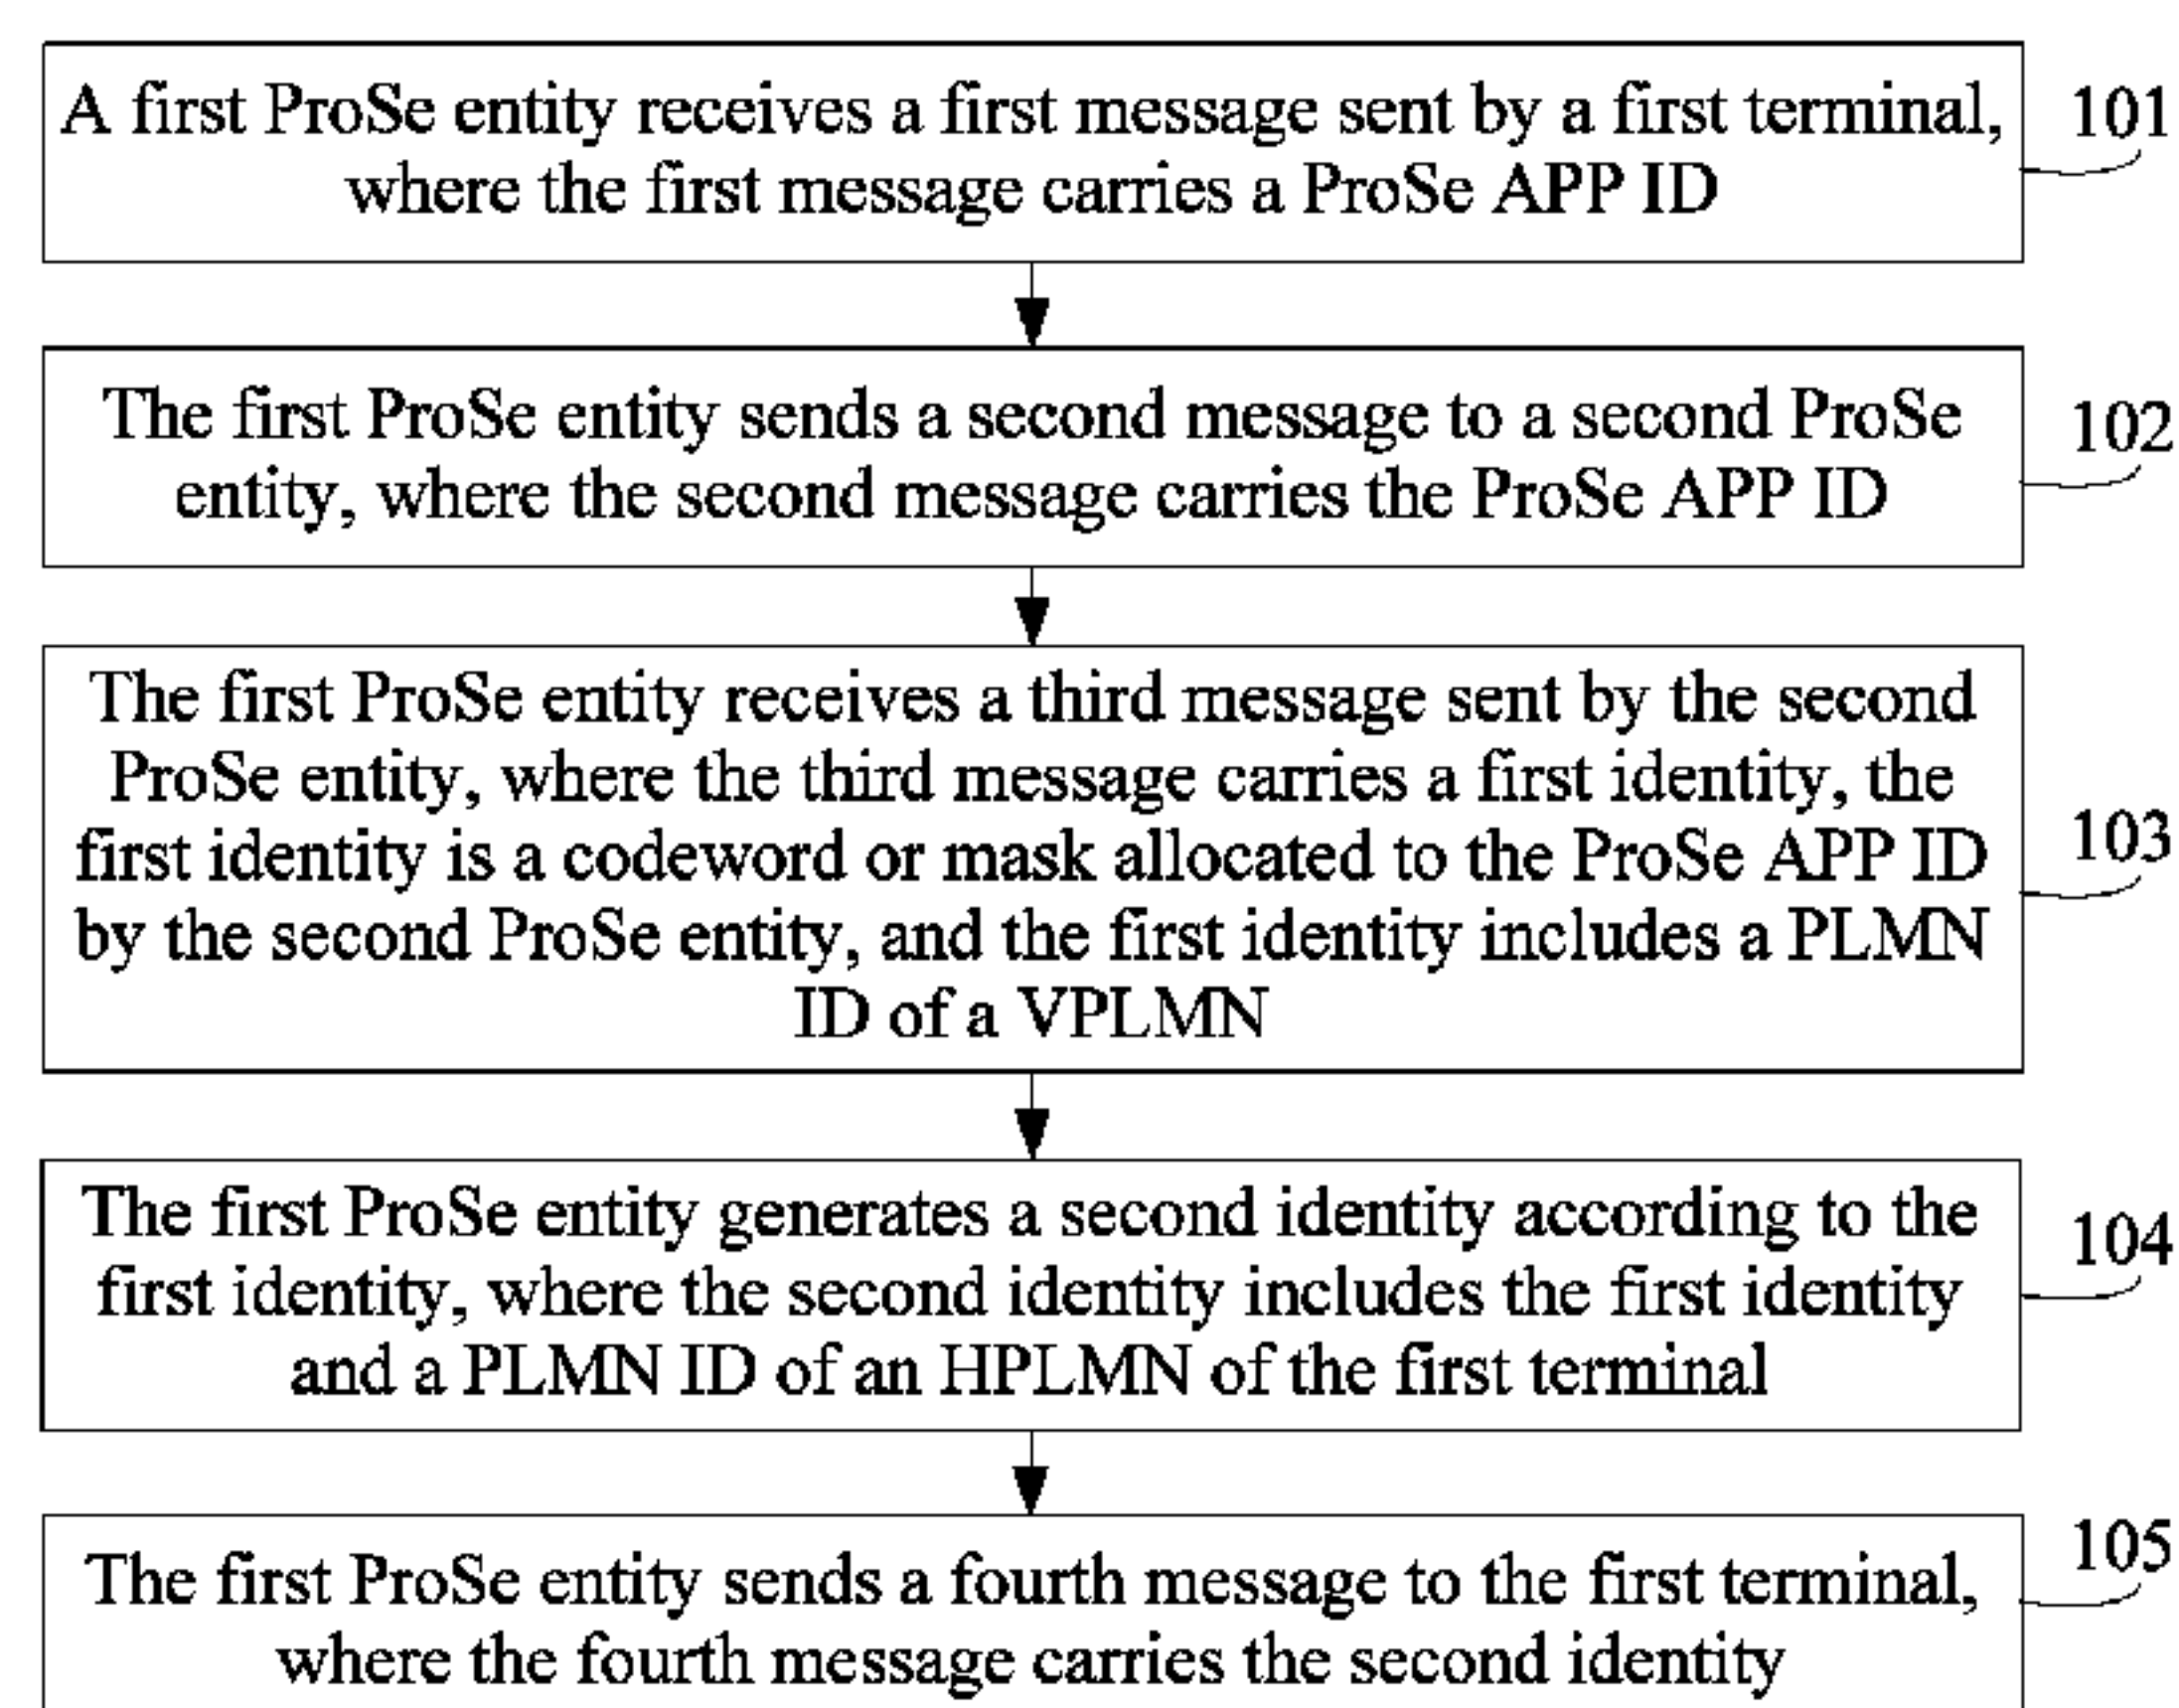 A first ProSe entity receives a first message sent by a first terminal,
where the first message carries a ProSe APP ID
101
The first ProSe entity sends a second message to a second ProSe
entity, where the second message carries the ProSe APP ID
102
The first ProSe entity receives a third message sent by the second
ProSe entity, where the third message carries a first identity, the
first identity is a codeword or mask allocated to the ProSe APP ID
by the second ProSe entity, and the first identity includes a PLMN
ID of a VPLMN
103
The first ProSe entity generates a second identity according to the
first identity, where the second identity includes the first identity
and a PLMN ID of an HPLMN of the first terminal
104
The first ProSe entity sends a fourth message to the first terminal,
where the fourth message carries the second identity
105